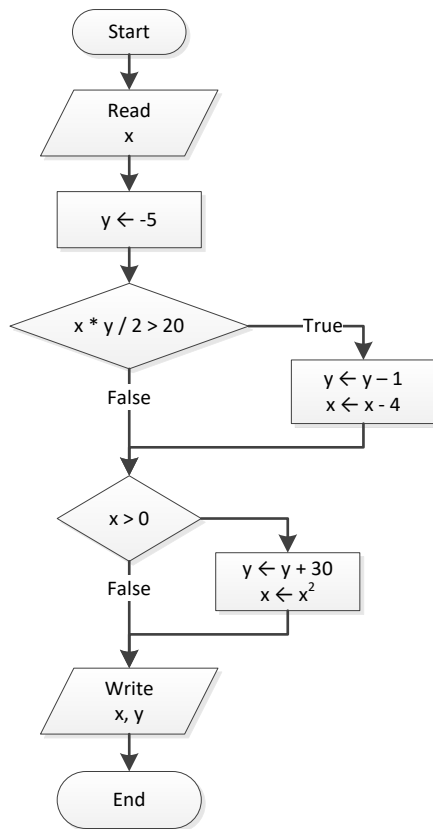 Start
Read
x
y ← -5
x * y / 2 > 20
True
y ← y – 1
x ← x - 4
False
x > 0
y ← y + 30
x ← x²
False
Write
x, y
End